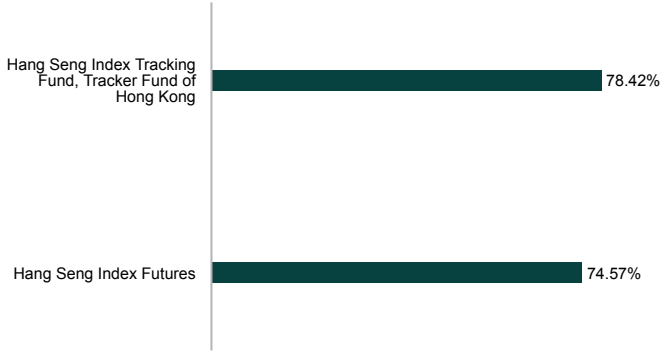 Hang Seng Index Tracking
Fund, Tracker Fund of
Hong Kong
78.42%
Hang Seng Index Futures
74.57%